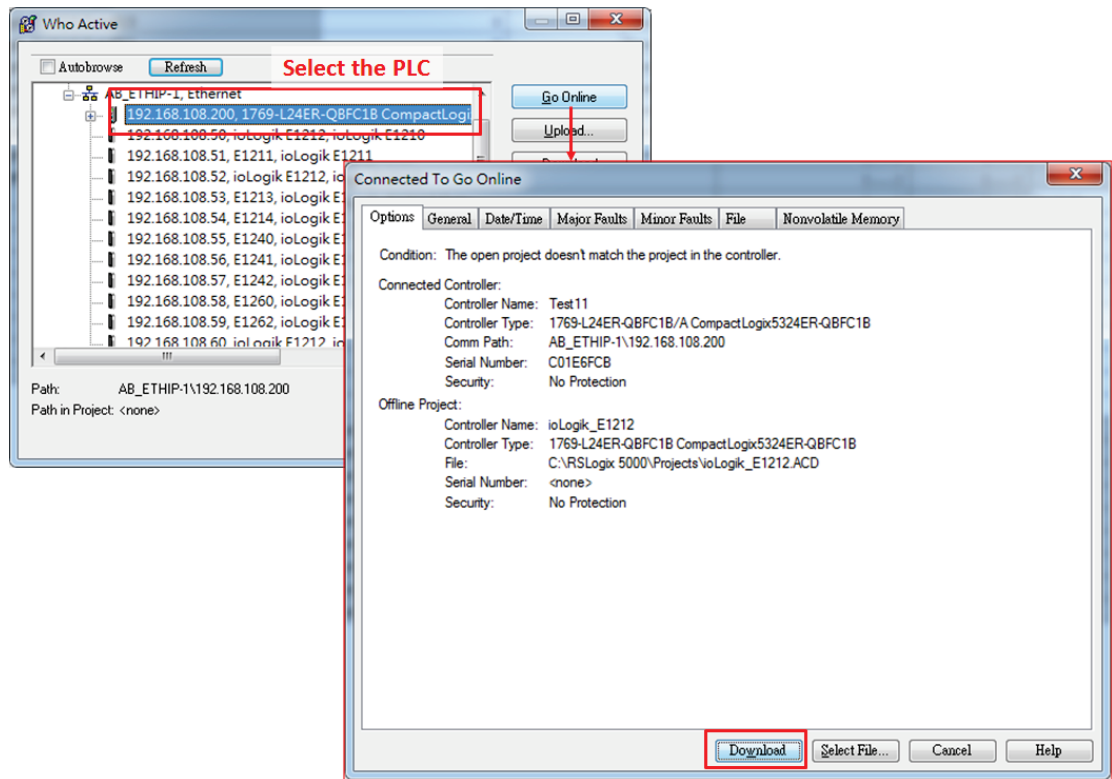 Who Active
Autobrowse
Refresh
Select the PLC
AB_ETHIP-1, Ethernet
192.168.108.200, 1769-L24ER-QBFC1B CompactLogi
192.168.108.50, ioLogik E1212, ioLogik E1210
192.168.108.51, E1211, ioLogik E1211
192.168.108.52, ioLogik E1212, io
192.168.108.53, E1213, ioLogik E1
192.168.108.54, E1214, ioLogik E1
192.168.108.55, E1240, ioLogik E1
192.168.108.56, E1241, ioLogik E1
192.168.108.57, E1242, ioLogik E1
192.168.108.58, E1260, ioLogik E1
192.168.108.59, E1262, ioLogik E1
192.168.108.60, ioLogik E1212, io
Go Online
Upload...
Path: AB_ETHIP-1\192.168.108.200
Path in Project: <none>
Connected To Go Online
Options General Date/Time Major Faults Minor Faults File Nonvolatile Memory
Condition: The open project doesn't match the project in the controller.
Connected Controller:
Controller Name: Test11
Controller Type: 1769-L24ER-QBFC1B/A CompactLogix5324ER-QBFC1B
Comm Path: AB_ETHIP-1\192.168.108.200
Serial Number: C01E6FCB
Security: No Protection
Offline Project:
Controller Name: ioLogik_E1212
Controller Type: 1769-L24ER-QBFC1B CompactLogix5324ER-QBFC1B
File: C:\RSLogix 5000\Projects\ioLogik_E1212.ACD
Serial Number: <none>
Security: No Protection
Download Select File... Cancel Help